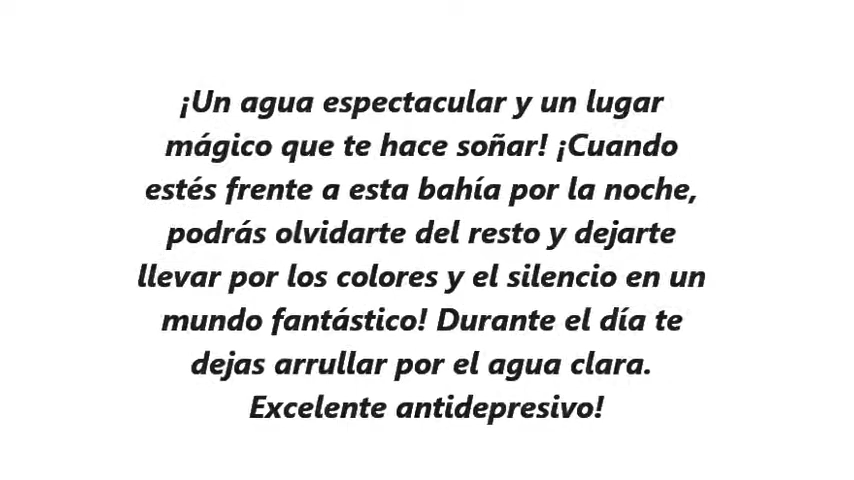 ¡Un agua espectacular y un lugar
mágico que te hace soñar! ¡Cuando
estés frente a esta bahía por la noche,
podrás olvidarte del resto y dejarte
llevar por los colores y el silencio en un
mundo fantástico! Durante el día te
dejas arrullar por el agua clara.
Excelente antidepresivo!